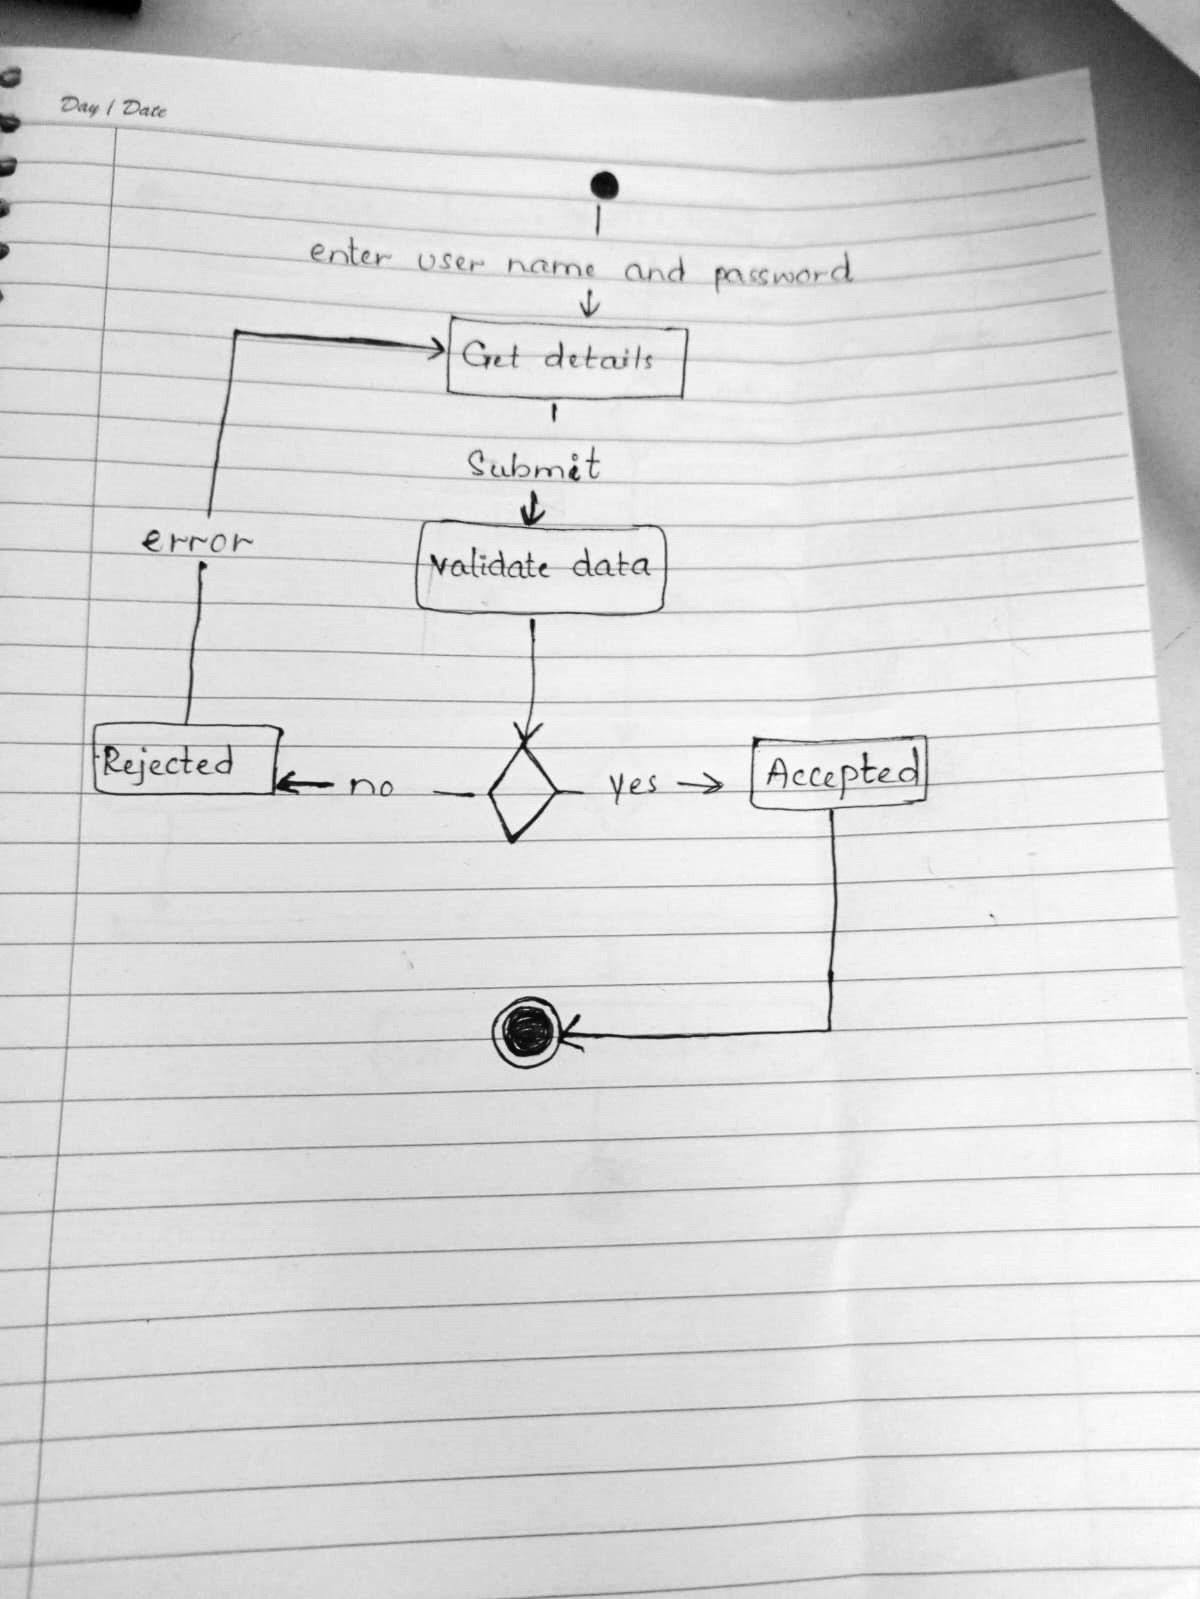 Day / Date
enter user name and password
Get details
Submit
error
validate data
Rejected
no
yes
Accepted